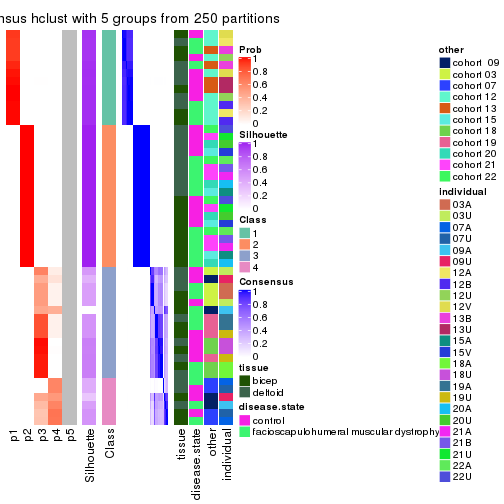 nsus hclust with 5 groups from 250 partitions
Prob
1
0.8
0.6
0.4
0.2
0
Silhouette
1
0.8
0.6
0.4
0.2
0
Class
1
2
3
4
Consensus
1
0.8
0.6
0.4
0.2
0
tissue
bicep
deltoid
disease.state
control
facioscapulohumeral muscular dystrophy
other
cohort 09
cohort 03
cohort 07
cohort 12
cohort 13
cohort 15
cohort 18
cohort 19
cohort 20
cohort 21
cohort 22
individual
03A
03U
07A
07U
09A
09U
12A
12B
12U
12V
13B
13U
15A
15V
18A
18U
19A
19U
20A
20U
21A
21B
21U
22A
22U
p1
p2
p3
p4
p5
Silhouette
Class
tissue
disease.state
other
individual